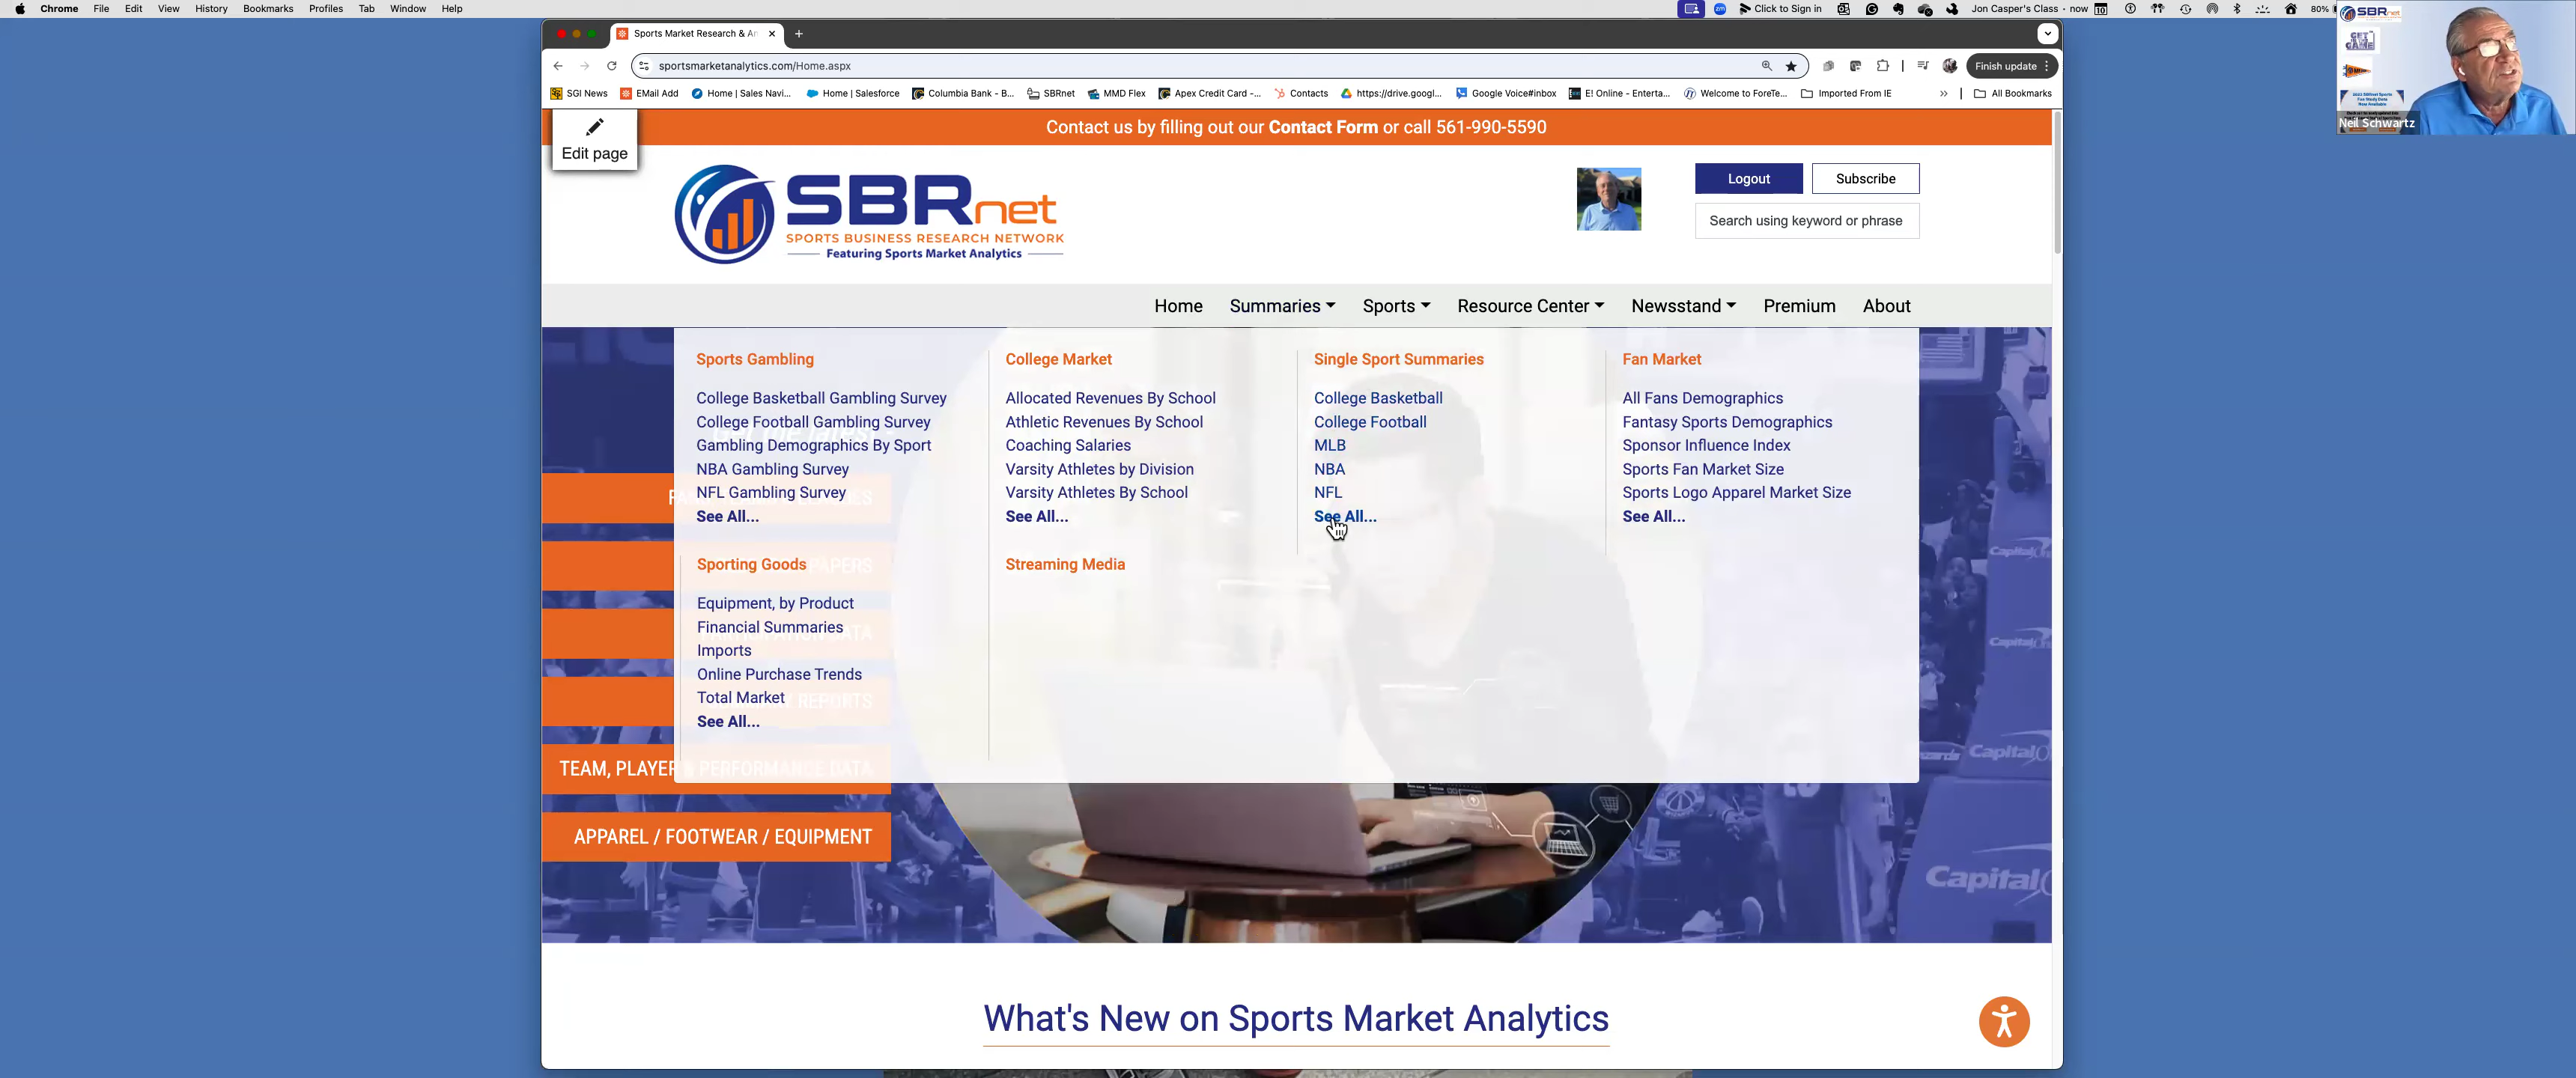 Chrome File Edit View History Bookmarks Profiles Tab Window Help
Click to Sign in Jon Casper's Class · now 80%
Sports Market Research & An
sportsmarketanalytics.com/Home.aspx
Finish update
SGI News EMail Add Home | Sales Navi... Home | Salesforce Columbia Bank - B... SBRnet MMD Flex Apex Credit Card -... Contacts https://drive.googl... Google Voice#inbox E! Online - Enterta... Welcome to ForeTe... Imported From IE » All Bookmarks
Neil Schwartz
Edit page
Contact us by filling out our Contact Form or call 561-990-5590
SBRnet
SPORTS BUSINESS RESEARCH NETWORK
Featuring Sports Market Analytics
Logout Subscribe
Search using keyword or phrase
Home Summaries Sports Resource Center Newsstand Premium About
Sports Gambling
College Basketball Gambling Survey
College Football Gambling Survey
Gambling Demographics By Sport
NBA Gambling Survey
NFL Gambling Survey
See All...
College Market
Allocated Revenues By School
Athletic Revenues By School
Coaching Salaries
Varsity Athletes by Division
Varsity Athletes By School
See All...
Single Sport Summaries
College Basketball
College Football
MLB
NBA
NFL
See All...
Fan Market
All Fans Demographics
Fantasy Sports Demographics
Sponsor Influence Index
Sports Fan Market Size
Sports Logo Apparel Market Size
See All...
Sporting Goods
Equipment, by Product
Financial Summaries
Imports
Online Purchase Trends
Total Market
See All...
Streaming Media
REPORTS
TEAM, PLAYER PERFORMANCE DATA
APPAREL / FOOTWEAR / EQUIPMENT
Capital
What's New on Sports Market Analytics